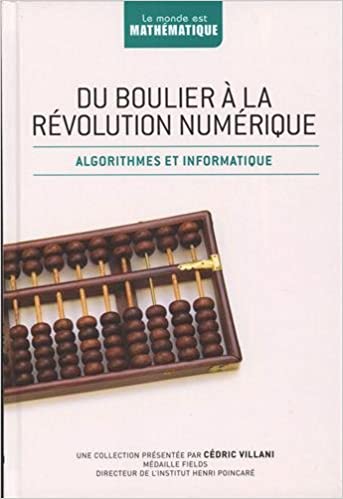 Le monde est
MATHÉMATIQUE
DU BOULIER À LA
RÉVOLUTION NUMÉRIQUE
ALGORITHMES ET INFORMATIQUE
UNE COLLECTION PRÉSENTÉE PAR CÉDRIC VILLANI
MÉDAILLE FIELDS
DIRECTEUR DE L'INSTITUT HENRI POINCARÉ